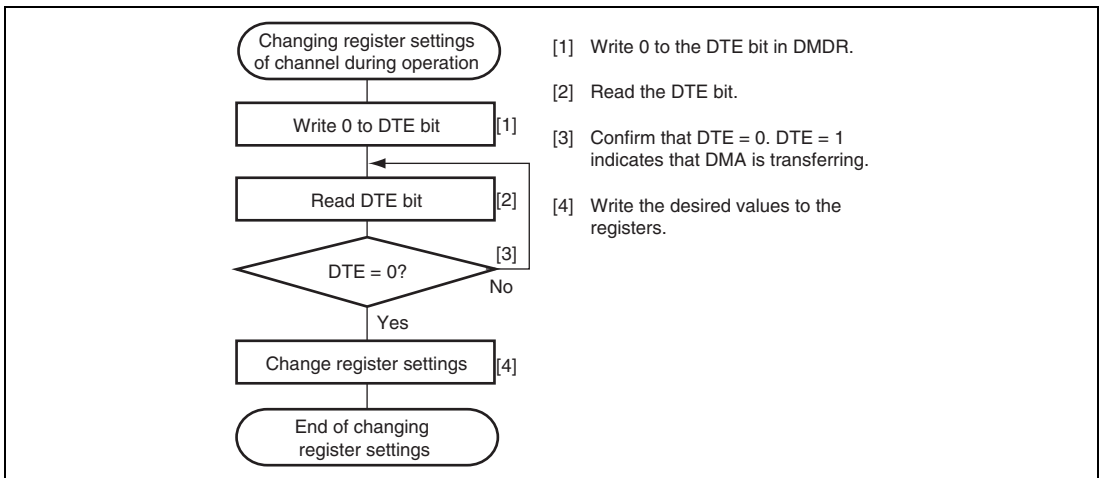 Changing register settings
of channel during operation
Write 0 to DTE bit
[1]
Read DTE bit
[2]
[3]
DTE = 0?
No
Yes
Change register settings
[4]
End of changing
register settings
[1] Write 0 to the DTE bit in DMDR.
[2] Read the DTE bit.
[3] Confirm that DTE = 0. DTE = 1
indicates that DMA is transferring.
[4] Write the desired values to the
registers.